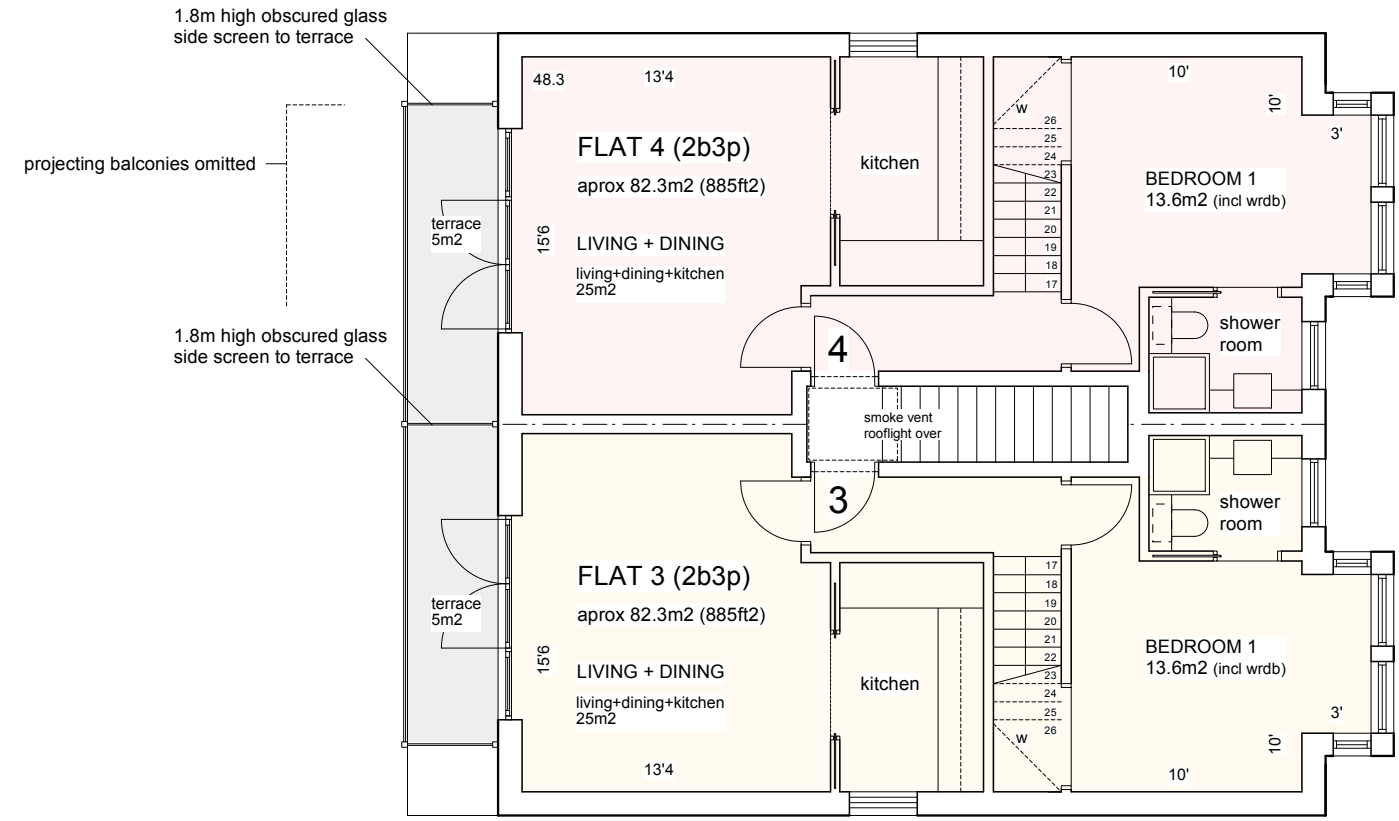 1.8m high obscured glass
side screen to terrace
projecting balconies omitted
1.8m high obscured glass
side screen to terrace
48.3
13'4
FLAT 4 (2b3p)
aprox 82.3m2 (885ft2)
15'6
LIVING + DINING
living+dining+kitchen
25m2
terrace
5m2
kitchen
W
26
25
24
23
22
21
20
19
18
17
10'
10'
3'
BEDROOM 1
13.6m2 (incl wrdb)
shower
room
4
smoke vent
rooflight over
3
shower
room
FLAT 3 (2b3p)
aprox 82.3m2 (885ft2)
terrace
5m2
15'6
LIVING + DINING
living+dining+kitchen
25m2
13'4
kitchen
17
18
19
20
21
22
23
24
25
26
W
BEDROOM 1
13.6m2 (incl wrdb)
3'
10'
10'